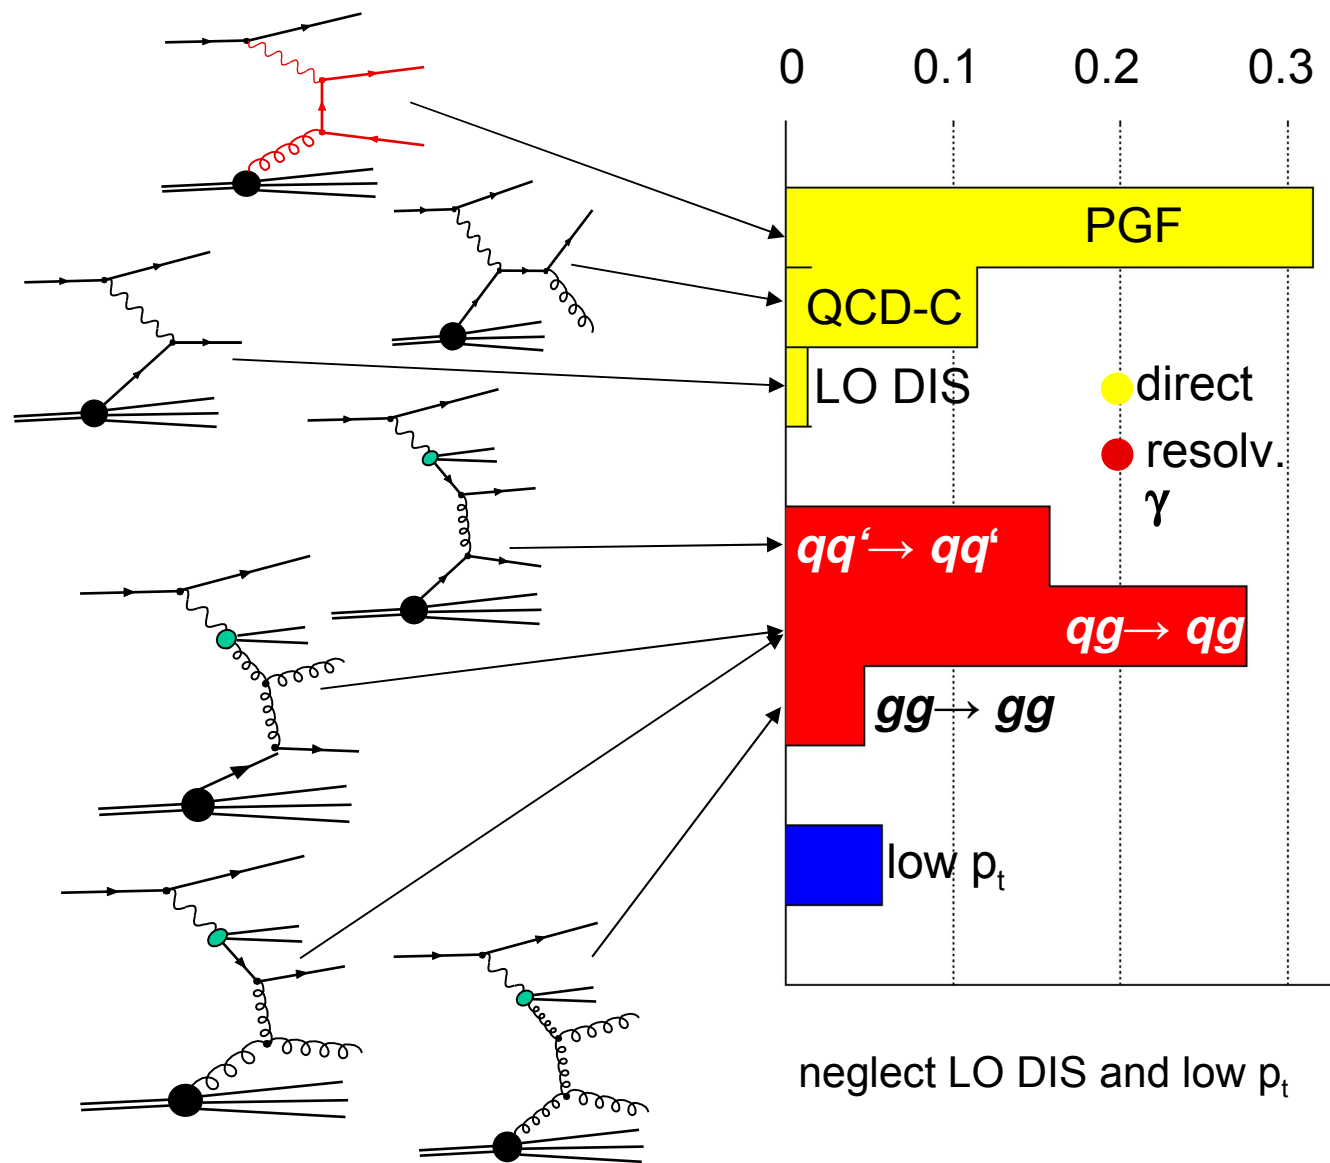 0 0.1 0.2 0.3
PGF
QCD-C
LO DIS
direct
resolv.
γ
qq‘→ qq‘
qg→ qg
gg→ gg
low pt
neglect LO DIS and low pt